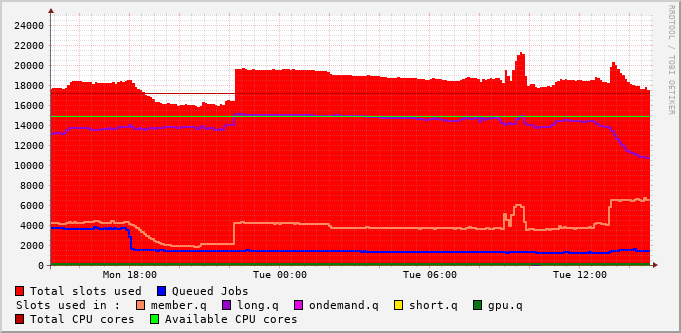 24000
22000
20000
18000
16000
14000
12000
10000
8000
6000
4000
2000
0
Mon 18:00 Tue 00:00 Tue 06:00 Tue 12:00
Total slots used Queued Jobs
Slots used in : member.q long.q ondemand.q short.q gpu.q
Total CPU cores Available CPU cores
RRDTOOL / TOBI OETIKER